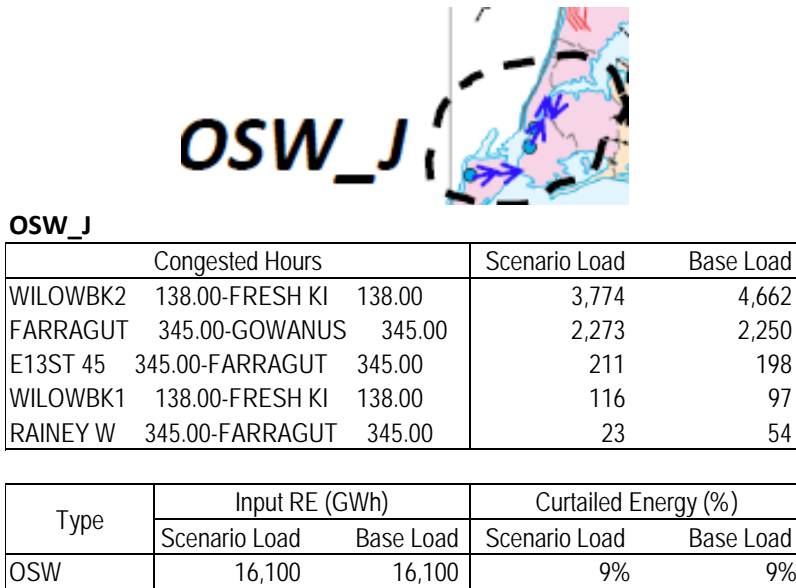 OSW_J
OSW_J
Congested Hours Scenario Load Base Load
WILOWBK2 138.00-FRESH KI 138.00 3,774 4,662
FARRAGUT 345.00-GOWANUS 345.00 2,273 2,250
E13ST 45 345.00-FARRAGUT 345.00 211 198
WILOWBK1 138.00-FRESH KI 138.00 116 97
RAINEY W 345.00-FARRAGUT 345.00 23 54
Type Input RE (GWh) Curtailed Energy (%)
Scenario Load Base Load Scenario Load Base Load
OSW 16,100 16,100 9% 9%